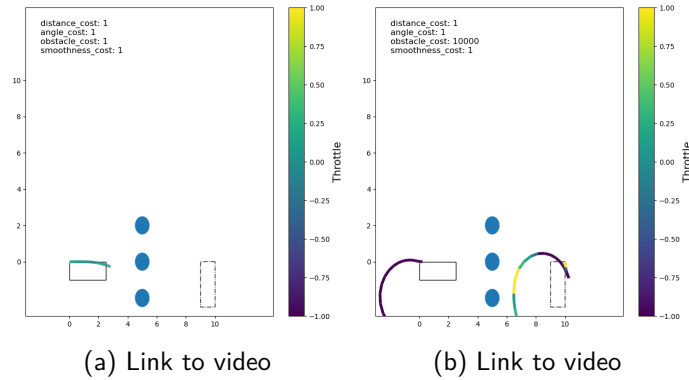 distance_cost: 1
angle_cost: 1
obstacle_cost: 1
smoothness_cost: 1
10
8
6
4
2
0
0 2 4 6 8 10
1.00
0.75
0.50
0.25
0.00
−0.25
−0.50
−0.75
−1.00
Throttle
(a) Link to video
distance_cost: 1
angle_cost: 1
obstacle_cost: 10000
smoothness_cost: 1
10
8
6
4
2
0
0 2 4 6 8 10
1.00
0.75
0.50
0.25
0.00
−0.25
−0.50
−0.75
−1.00
Throttle
(b) Link to video